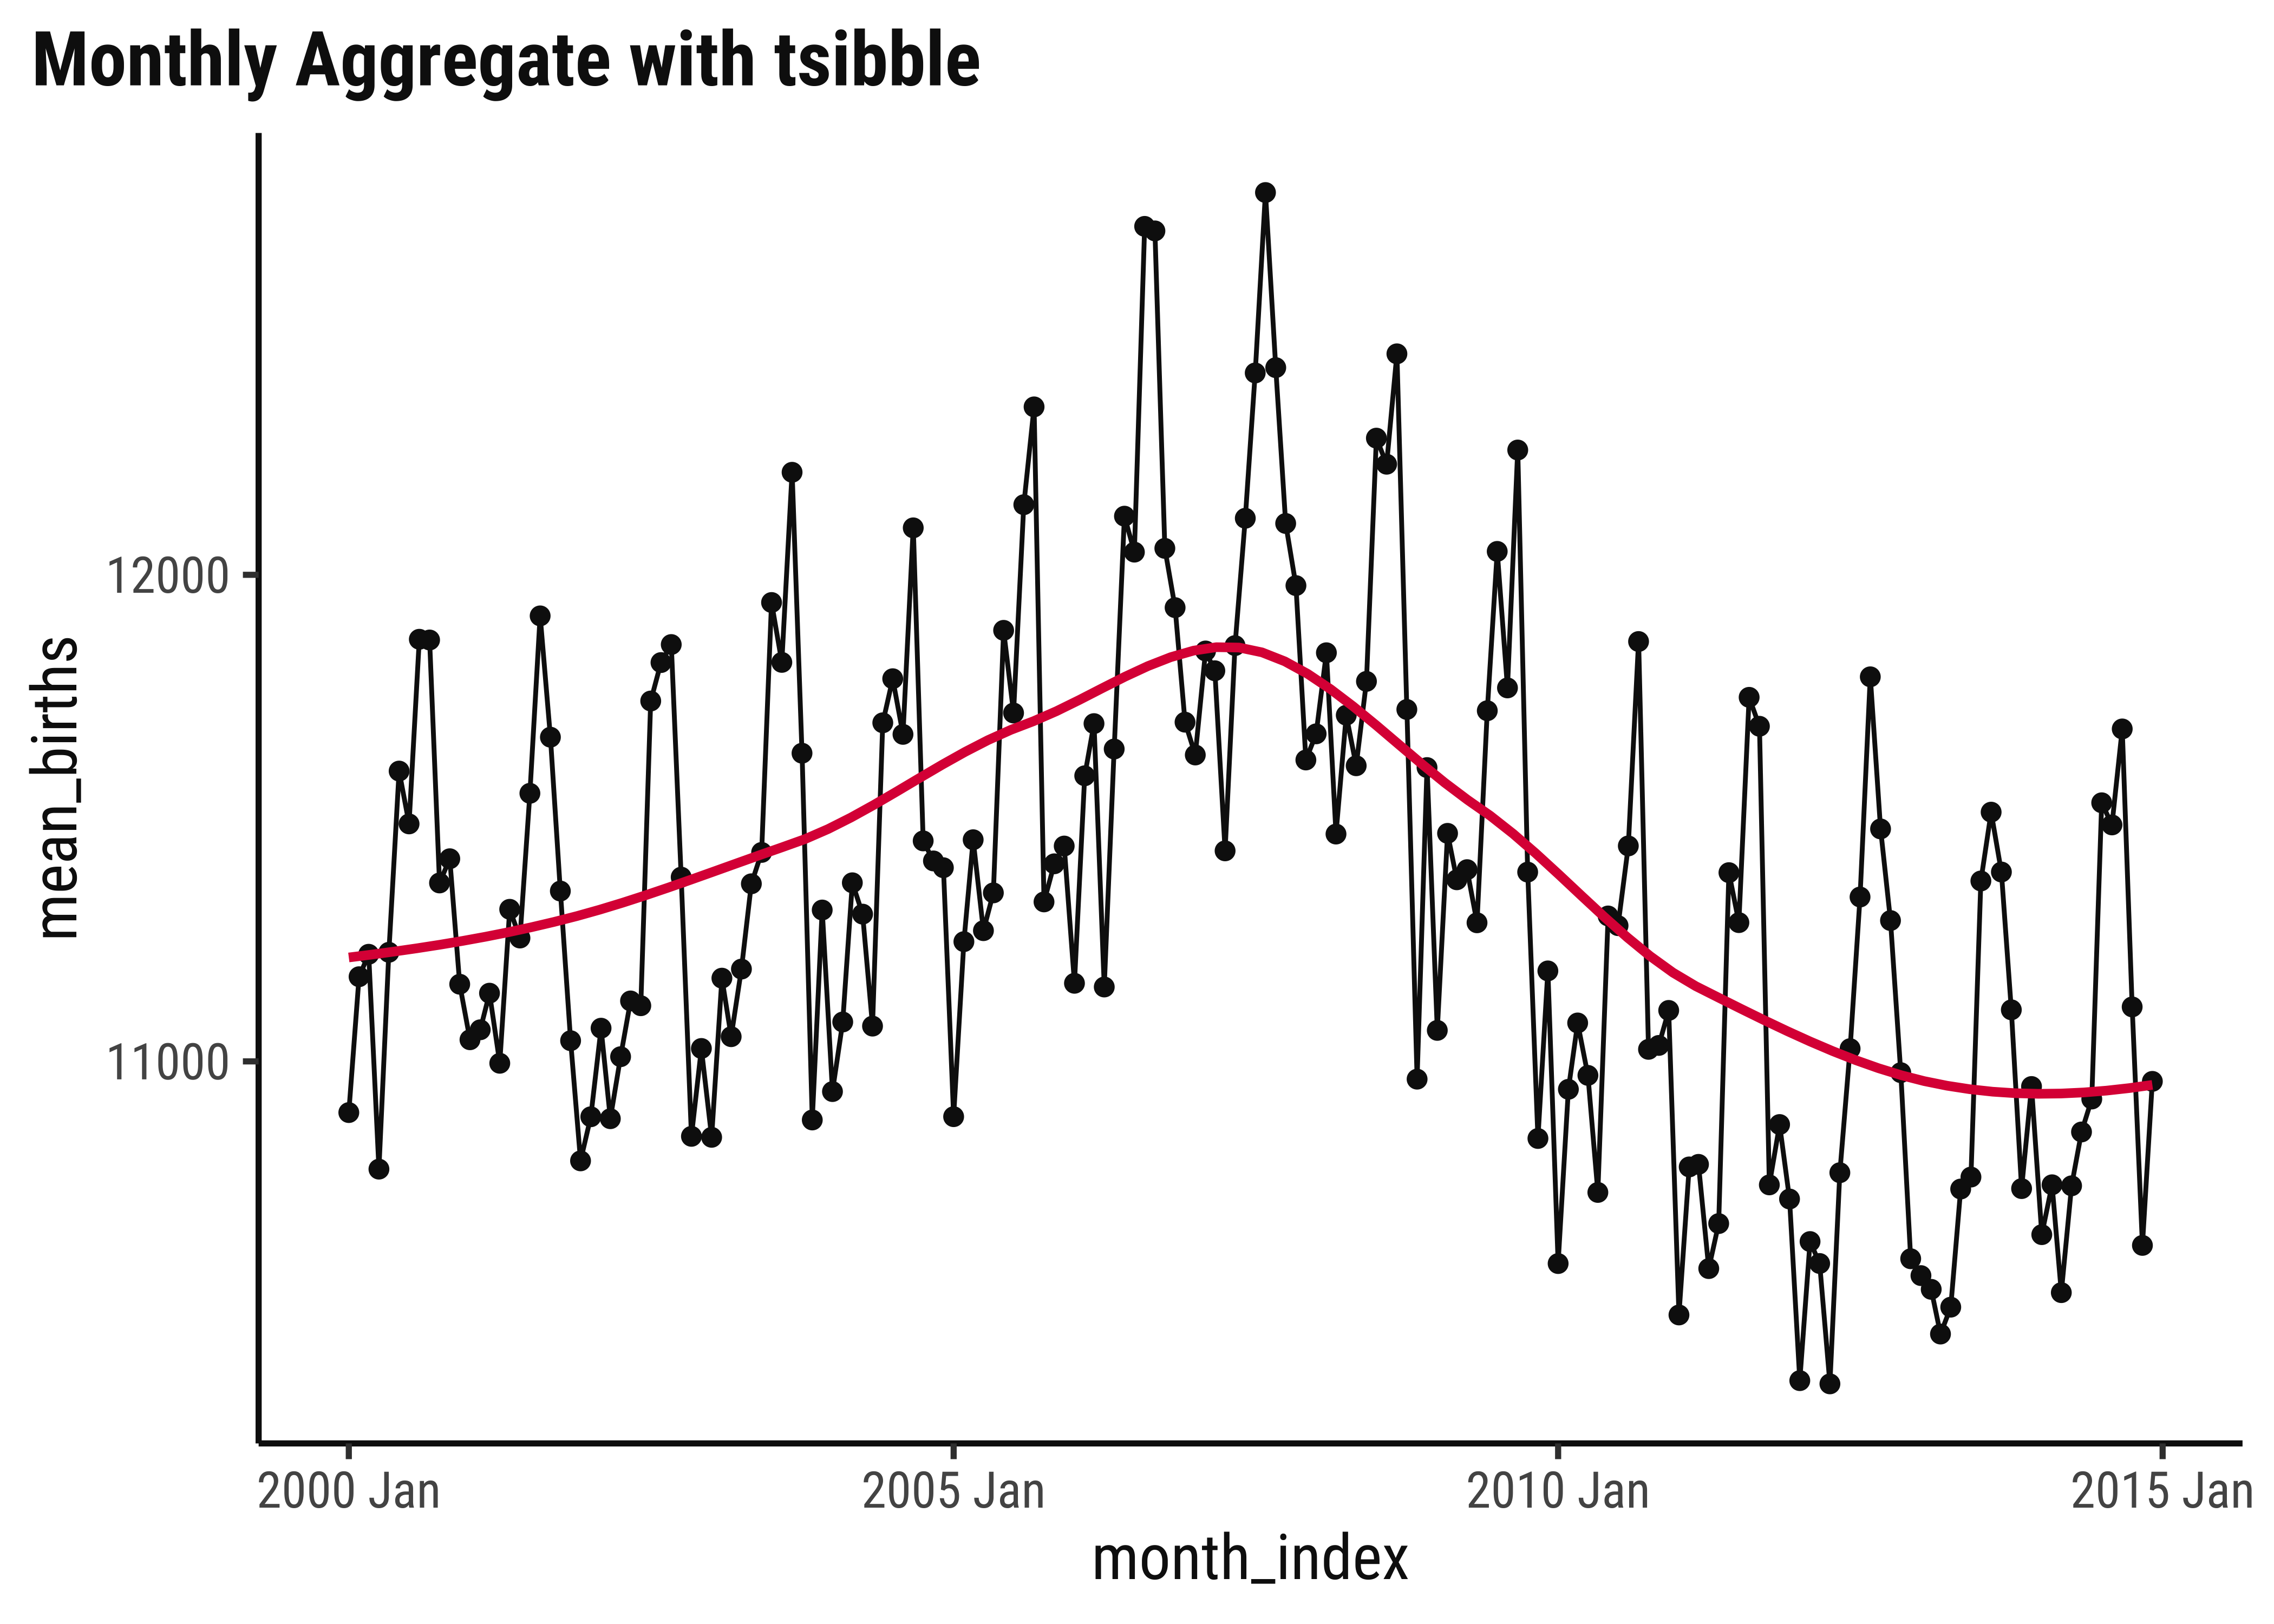 Monthly Aggregate with tsibble
mean_births
12000
11000
2000 Jan
2005 Jan
2010 Jan
2015 Jan
month_index